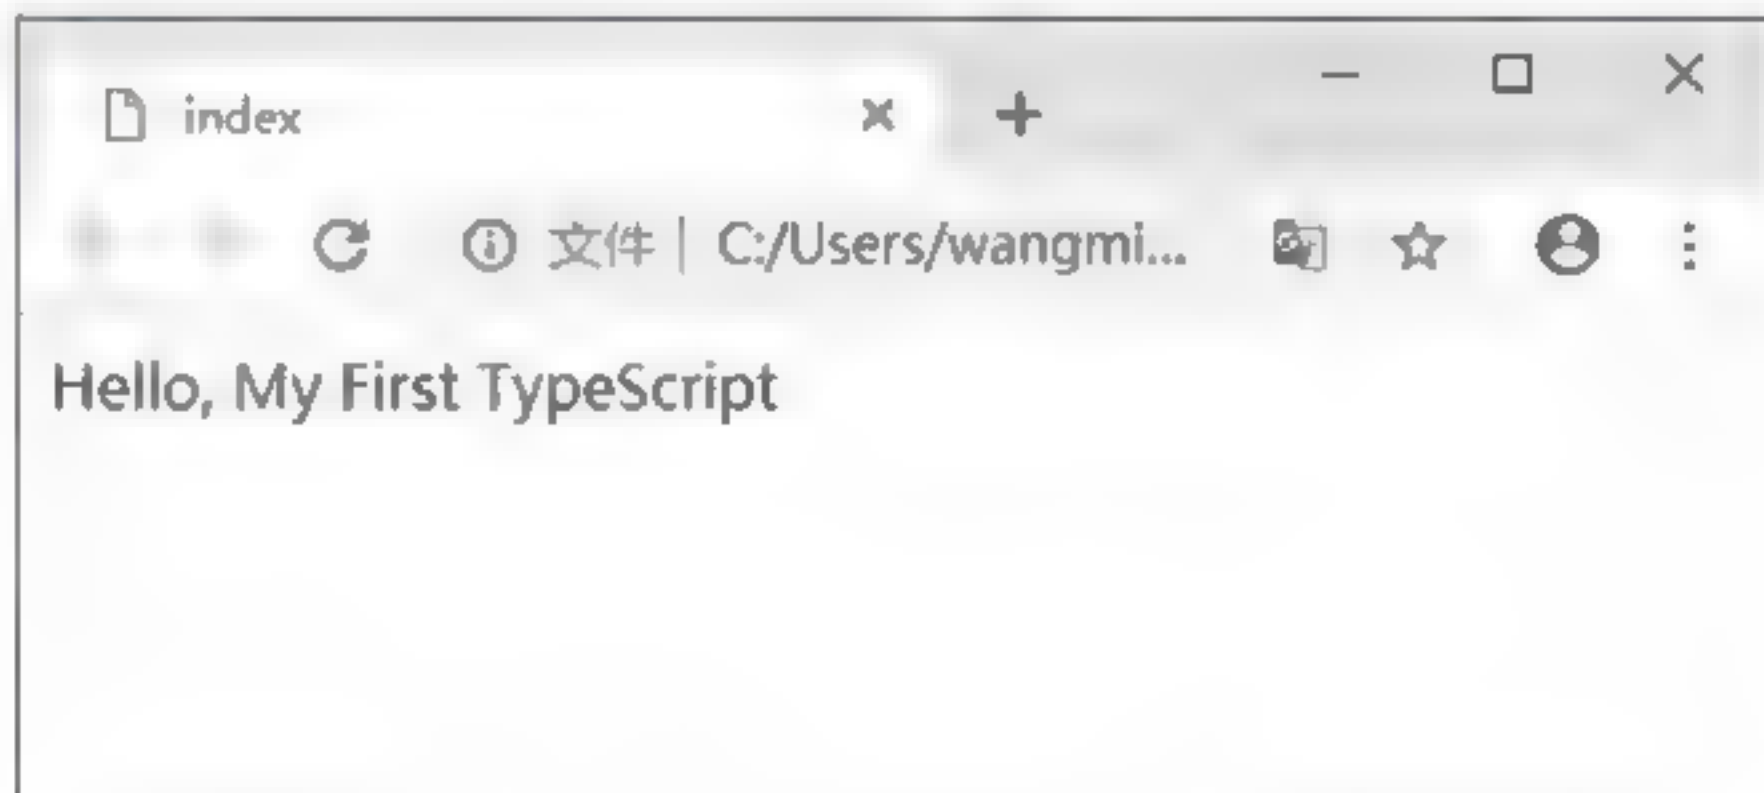 index
文件 | C:/Users/wangmi...
Hello, My First TypeScript